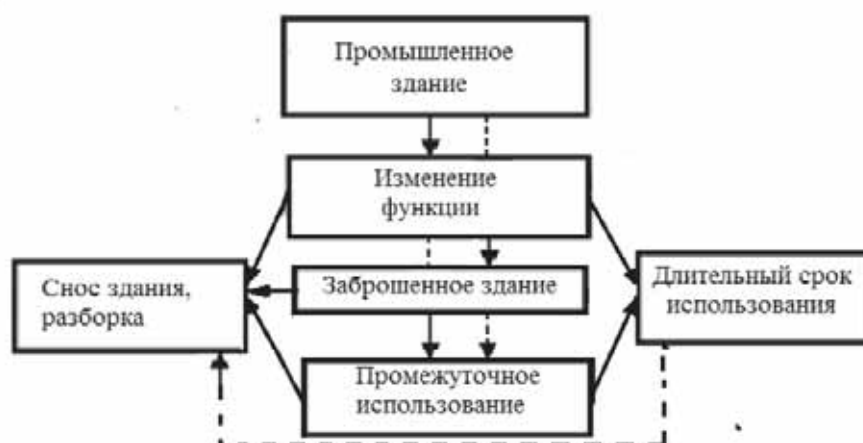 Промышленное
здание
Изменение
функции
Снос здания,
разборка
Заброшенное здание
Длительный срок
использования
Промежуточное
использование